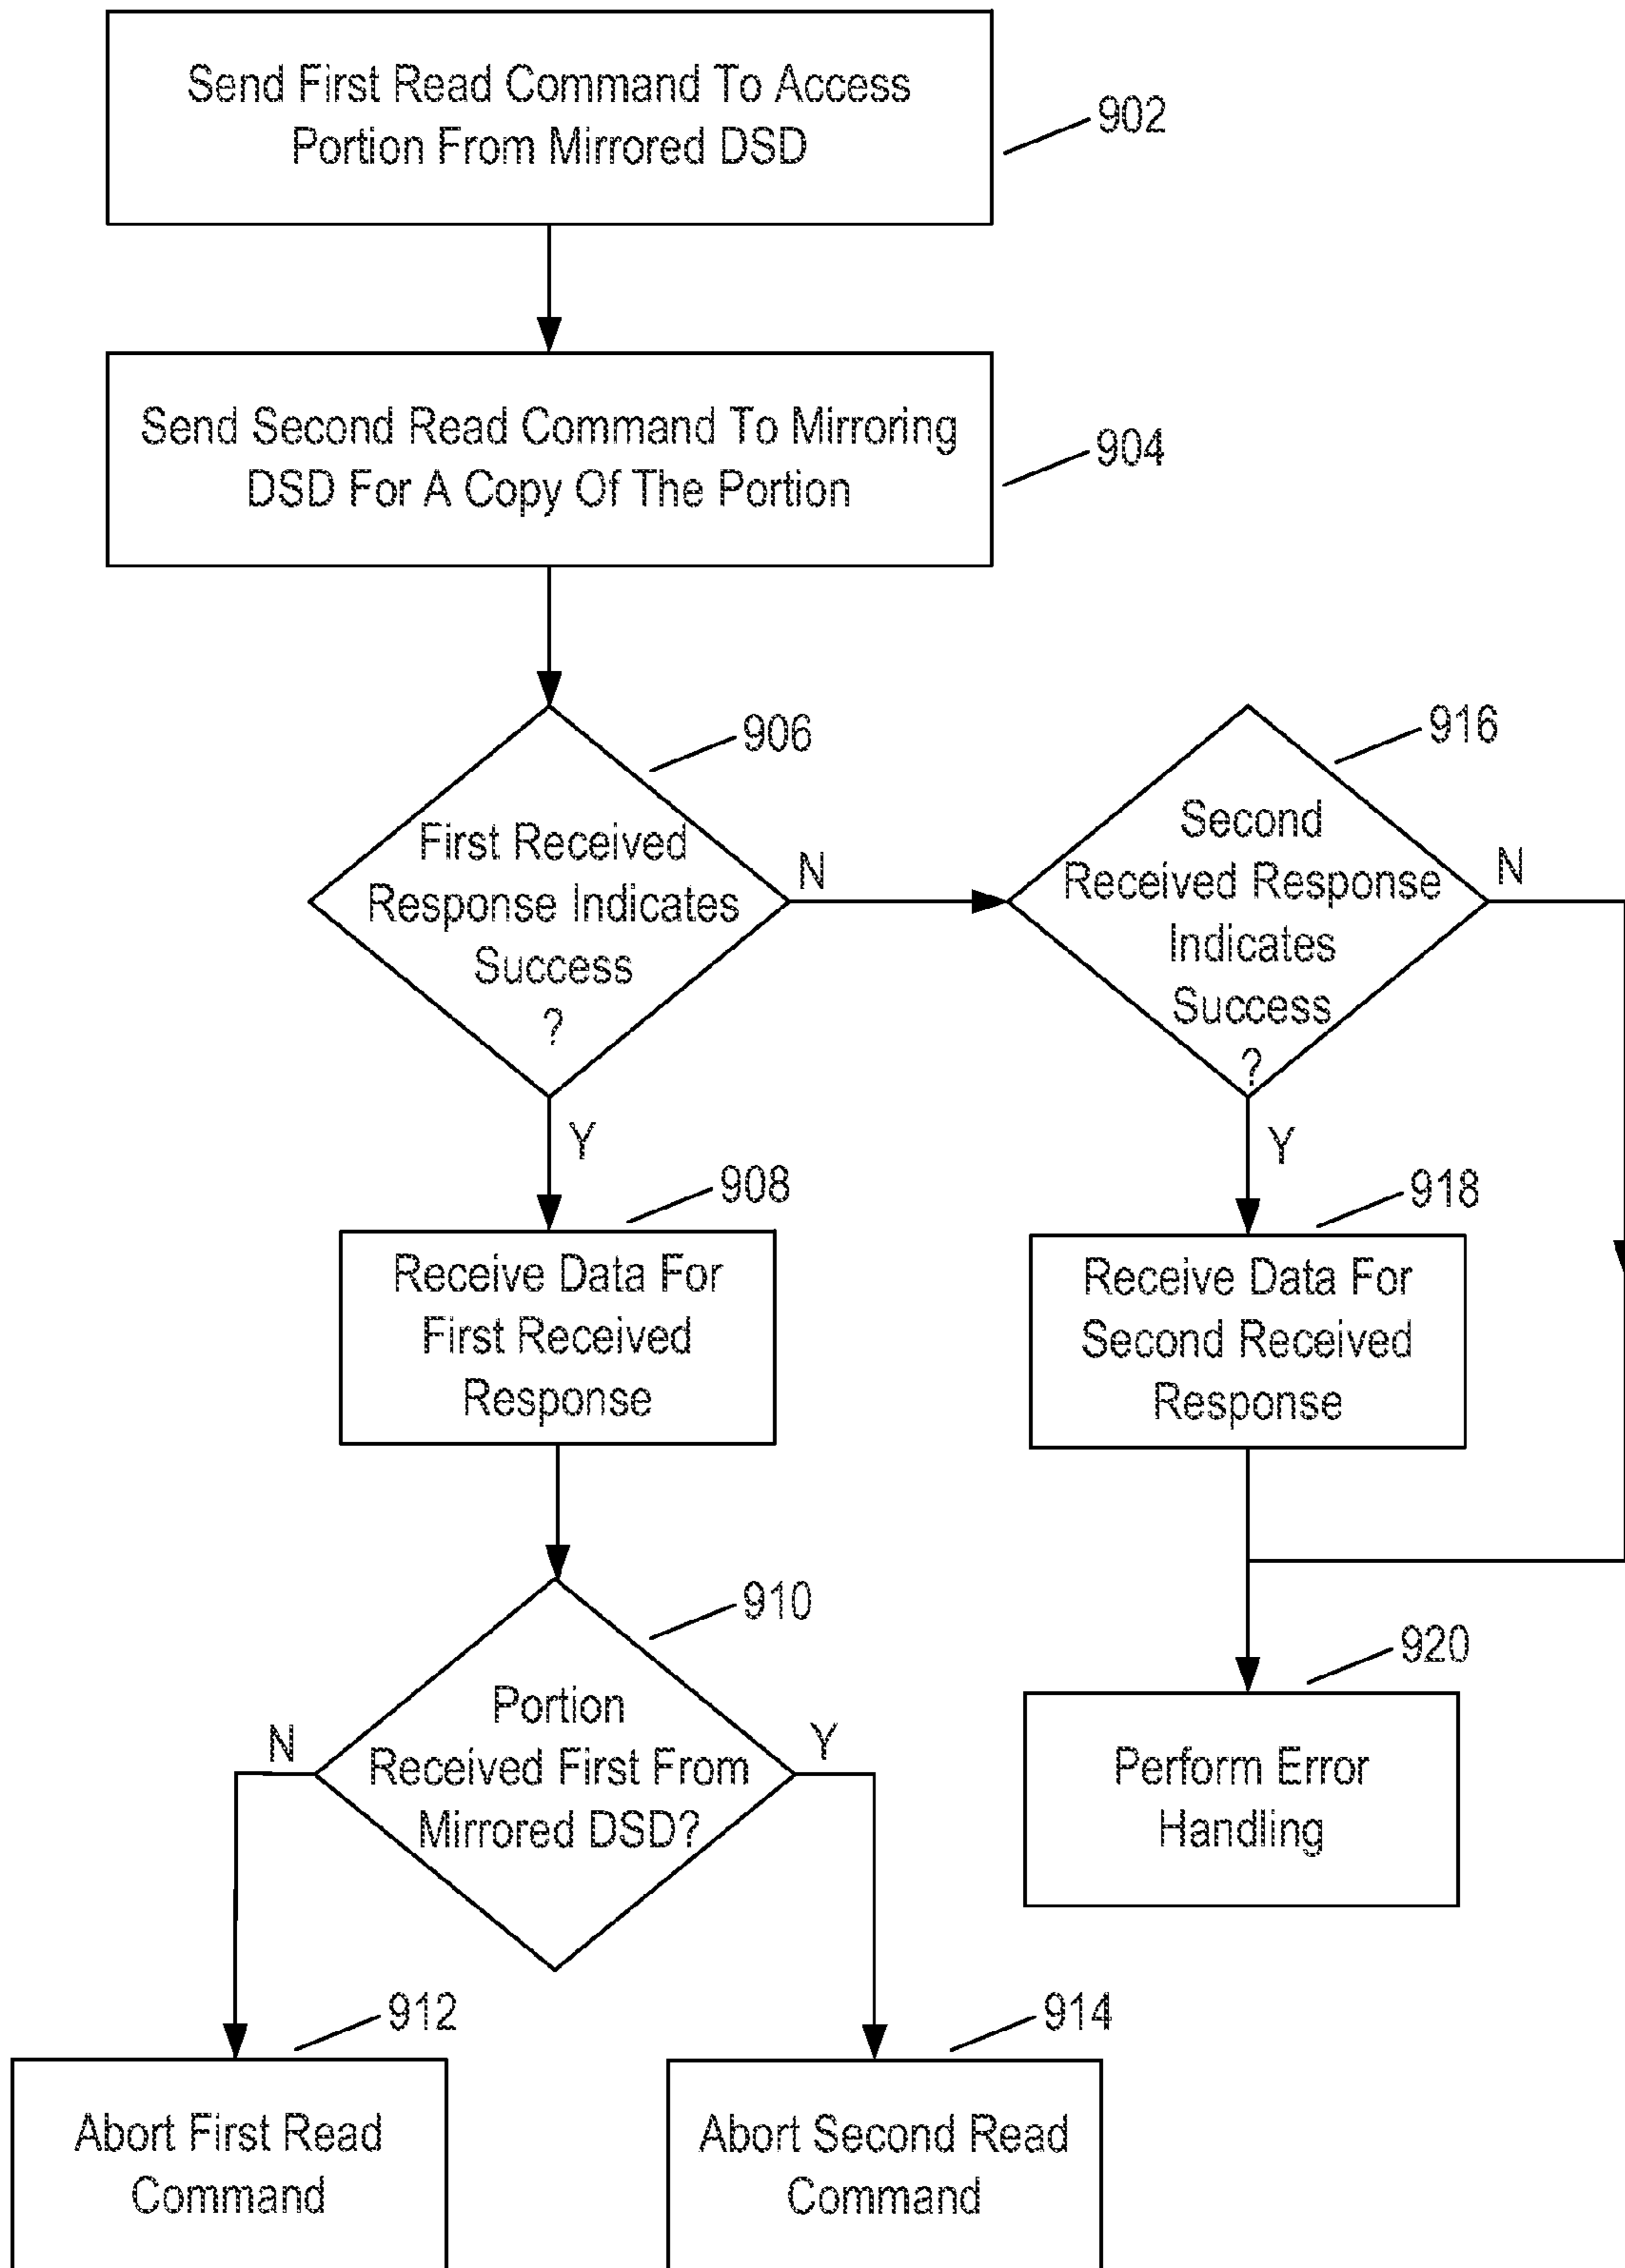 Send First Read Command To Access
Portion From Mirrored DSD
902
Send Second Read Command To Mirroring
DSD For A Copy Of The Portion
904
906
First Received
Response Indicates
Success
?
N
Y
916
Second
Received Response
Indicates
Success
?
N
Y
908
Receive Data For
First Received
Response
918
Receive Data For
Second Received
Response
910
Portion
Received First From
Mirrored DSD?
N
Y
920
Perform Error
Handling
912
Abort First Read
Command
914
Abort Second Read
Command